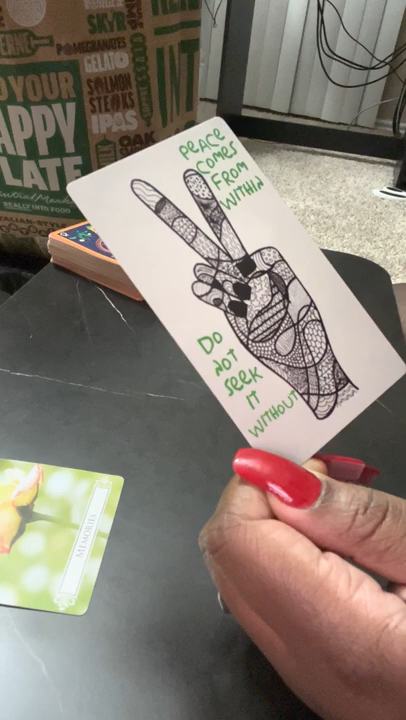 SKYR
POMEGRANATES
GELATO
SALMON
STEAKS
IPAS
OAK
INT
YOUR
APPY
LATE
REALLY INTO FOOD
PEACE
COMES
FROM
WITHIN
DO
NOT
SEEK
IT
WITHOUT
MEMORIES